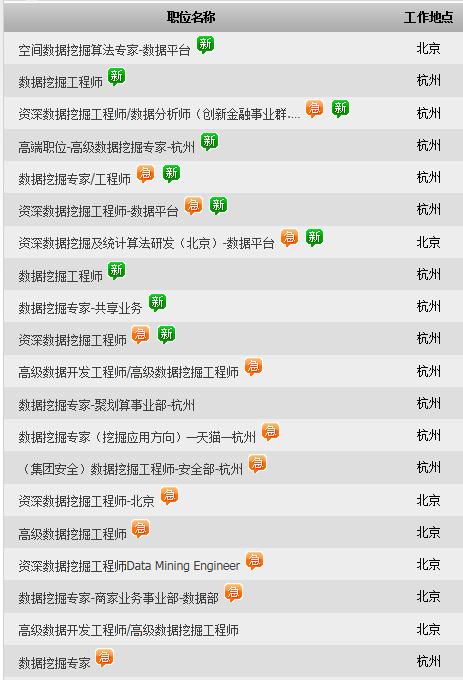 职位名称 工作地点
空间数据挖掘算法专家-数据平台 新 北京
数据挖掘工程师 新 杭州
资深数据挖掘工程师/数据分析师（创新金融事业群.... 急 新 杭州
高端职位-高级数据挖掘专家-杭州 新 杭州
数据挖掘专家/工程师 急 新 杭州
资深数据挖掘工程师-数据平台 急 新 杭州
资深数据挖掘及统计算法研发（北京）-数据平台 急 新 北京
数据挖掘工程师 新 杭州
数据挖掘专家-共享业务 新 杭州
资深数据挖掘工程师 急 新 杭州
高级数据开发工程师/高级数据挖掘工程师 急 杭州
数据挖掘专家-聚划算事业部-杭州 杭州
数据挖掘专家（挖掘应用方向）—天猫—杭州 急 杭州
（集团安全）数据挖掘工程师-安全部-杭州 急 杭州
资深数据挖掘工程师-北京 急 北京
高级数据挖掘工程师 急 北京
资深数据挖掘工程师Data Mining Engineer 急 北京
数据挖掘专家-商家业务事业部-数据部 急 北京
高级数据开发工程师/高级数据挖掘工程师 北京
数据挖掘专家 急 杭州